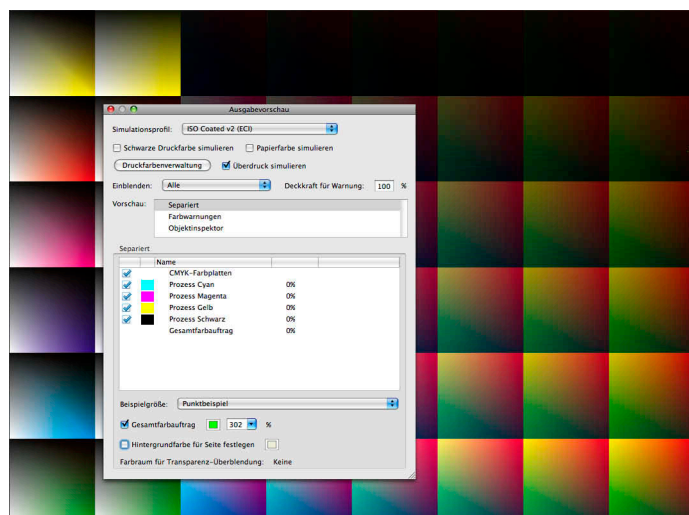 Ausgabevorschau
Simulationsprofil: ISO Coated v2 (ECI)
Schwarze Druckfarbe simulieren Papierfarbe simulieren
Druckfarbenverwaltung Überdruck simulieren
Einblenden: Alle Deckkraft für Warnung: 100 %
Vorschau: Separiert
Farbwarnungen
Objektinspektor
Separiert
Name
CMYK-Farbplatten
Prozess Cyan 0%
Prozess Magenta 0%
Prozess Gelb 0%
Prozess Schwarz 0%
Gesamtfarbauftrag 0%
Beispielgröße: Punktbeispiel
Gesamtfarbauftrag 302 %
Hintergrundfarbe für Seite festlegen
Farbraum für Transparenz-Überblendung: Keine